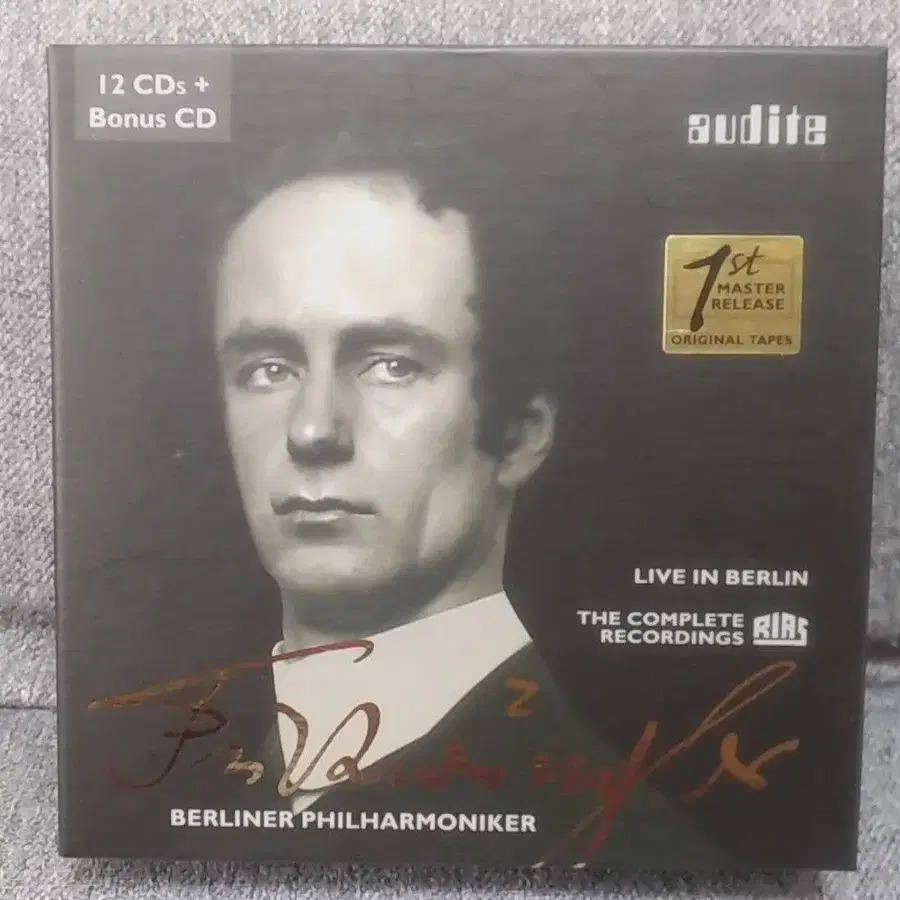 12 CDs +
Bonus CD
audite
1st
MASTER
RELEASE
ORIGINAL TAPES
LIVE IN BERLIN
THE COMPLETE
RECORDINGS RIAS
BERLINER PHILHARMONIKER